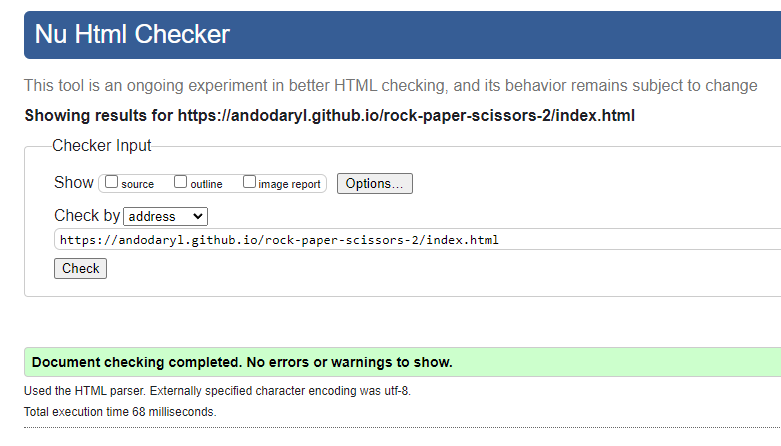 Nu Html Checker
This tool is an ongoing experiment in better HTML checking, and its behavior remains subject to change
Showing results for https://andodaryl.github.io/rock-paper-scissors-2/index.html
Checker Input
Show source outline image report Options...
Check by address
https://andodaryl.github.io/rock-paper-scissors-2/index.html
Check
Document checking completed. No errors or warnings to show.
Used the HTML parser. Externally specified character encoding was utf-8.
Total execution time 68 milliseconds.